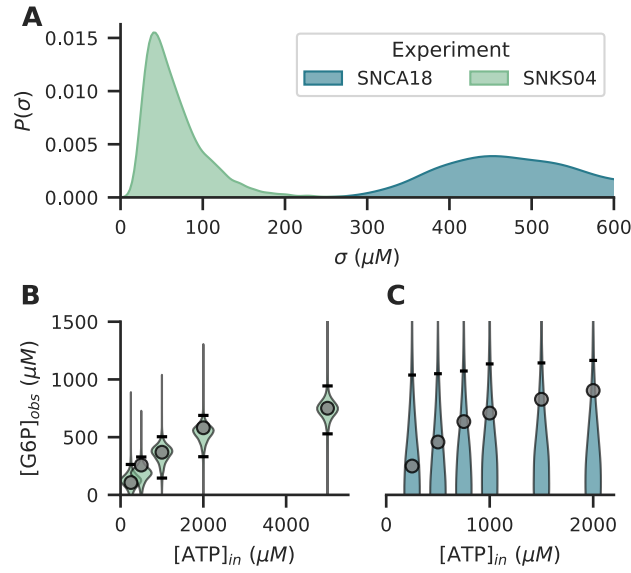 A
0.015
0.010
0.005
0.000
P(σ)
Experiment
SNCA18 SNKS04
0 100 200 300 400 500 600
σ (μM)
B C
1500
1000
500
0
[G6P]obs (μM)
0 2000 4000
1000 2000
[ATP]in (μM) [ATP]in (μM)